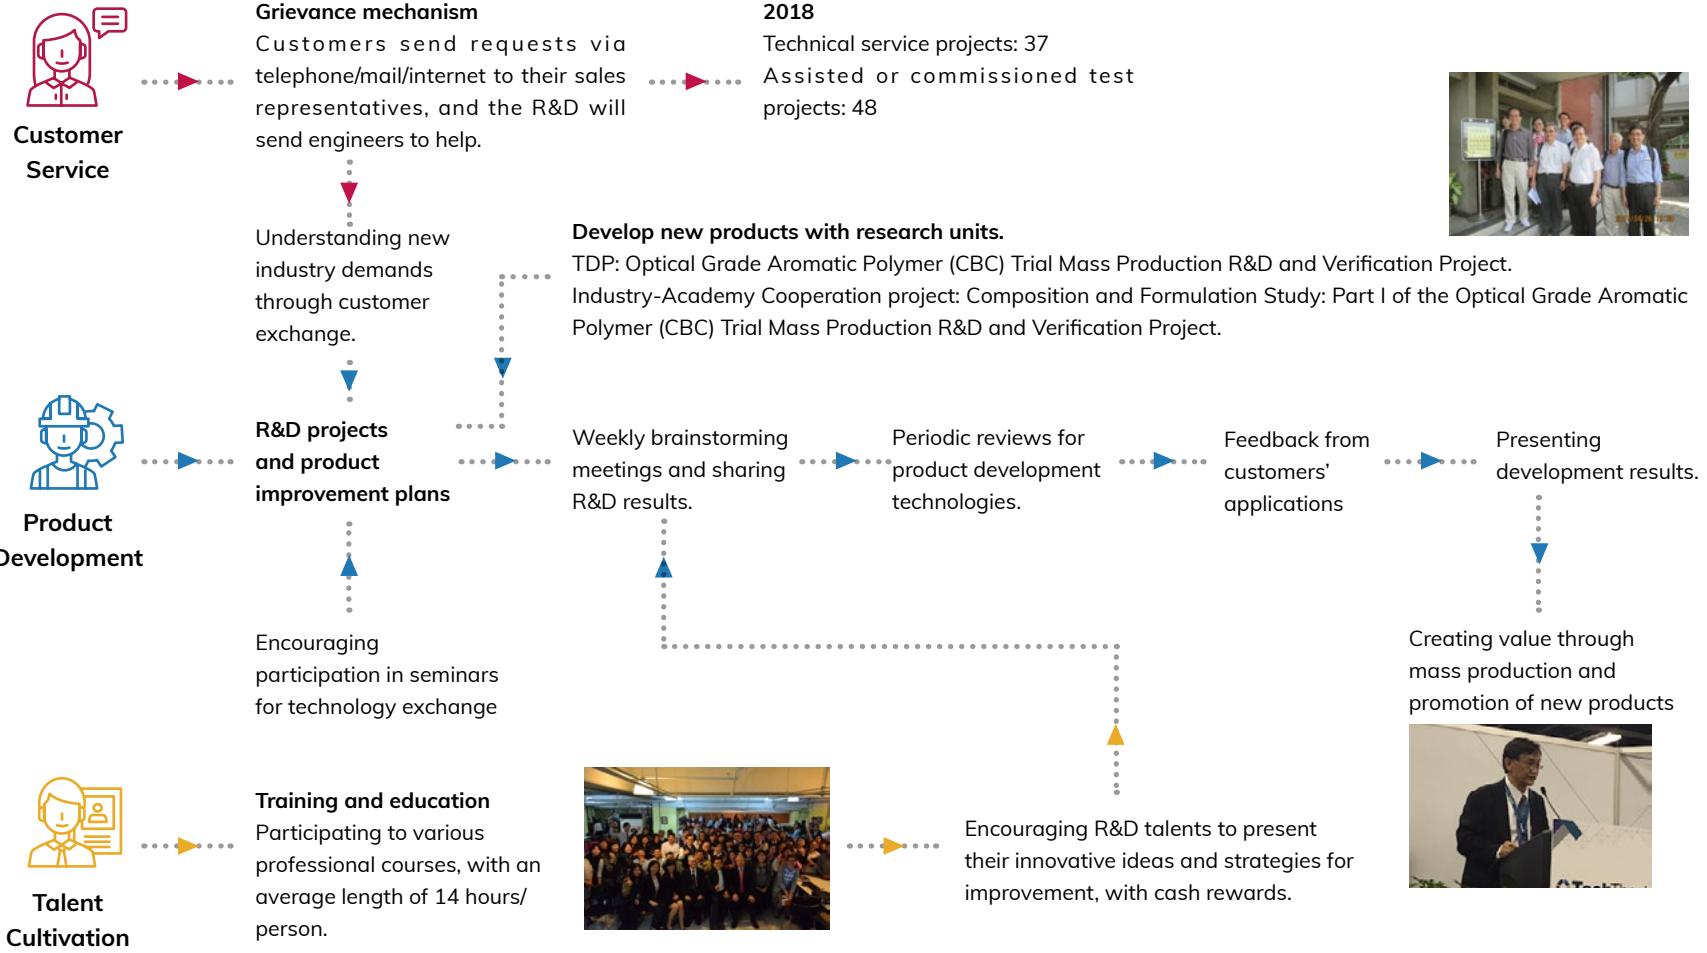 Customer
Service
Grievance mechanism
Customers send requests via
telephone/mail/internet to their sales
representatives, and the R&D will
send engineers to help.
2018
Technical service projects: 37
Assisted or commissioned test
projects: 48
Understanding new
industry demands
through customer
exchange.
Develop new products with research units.
TDP: Optical Grade Aromatic Polymer (CBC) Trial Mass Production R&D and Verification Project.
Industry-Academy Cooperation project: Composition and Formulation Study: Part I of the Optical Grade Aromatic
Polymer (CBC) Trial Mass Production R&D and Verification Project.
Product
Development
R&D projects
and product
improvement plans
Weekly brainstorming
meetings and sharing
R&D results.
Periodic reviews for
product development
technologies.
Feedback from
customers’
applications
Presenting
development results.
Encouraging
participation in seminars
for technology exchange
Creating value through
mass production and
promotion of new products
Talent
Cultivation
Training and education
Participating to various
professional courses, with an
average length of 14 hours/
person.
Encouraging R&D talents to present
their innovative ideas and strategies for
improvement, with cash rewards.